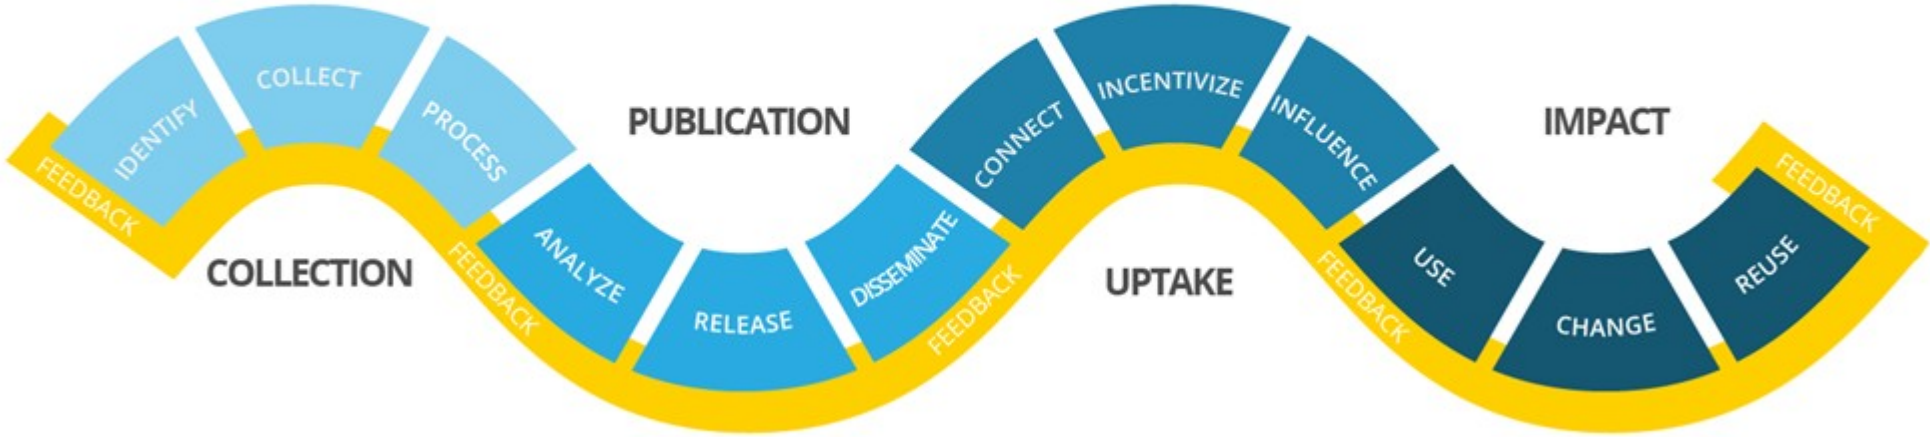 FEEDBACK
IDENTIFY
COLLECT
PROCESS
COLLECTION
FEEDBACK
ANALYZE
RELEASE
DISSEMINATE
PUBLICATION
FEEDBACK
CONNECT
INCENTIVIZE
INFLUENCE
UPTAKE
FEEDBACK
USE
CHANGE
REUSE
IMPACT
FEEDBACK